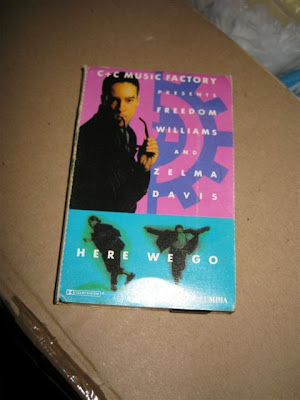 C+C MUSIC FACTORY
PRESENTS
FREEDOM
WILLIAMS
AND
ZELMA
DAVIS
HERE WE GO
COLUMBIA